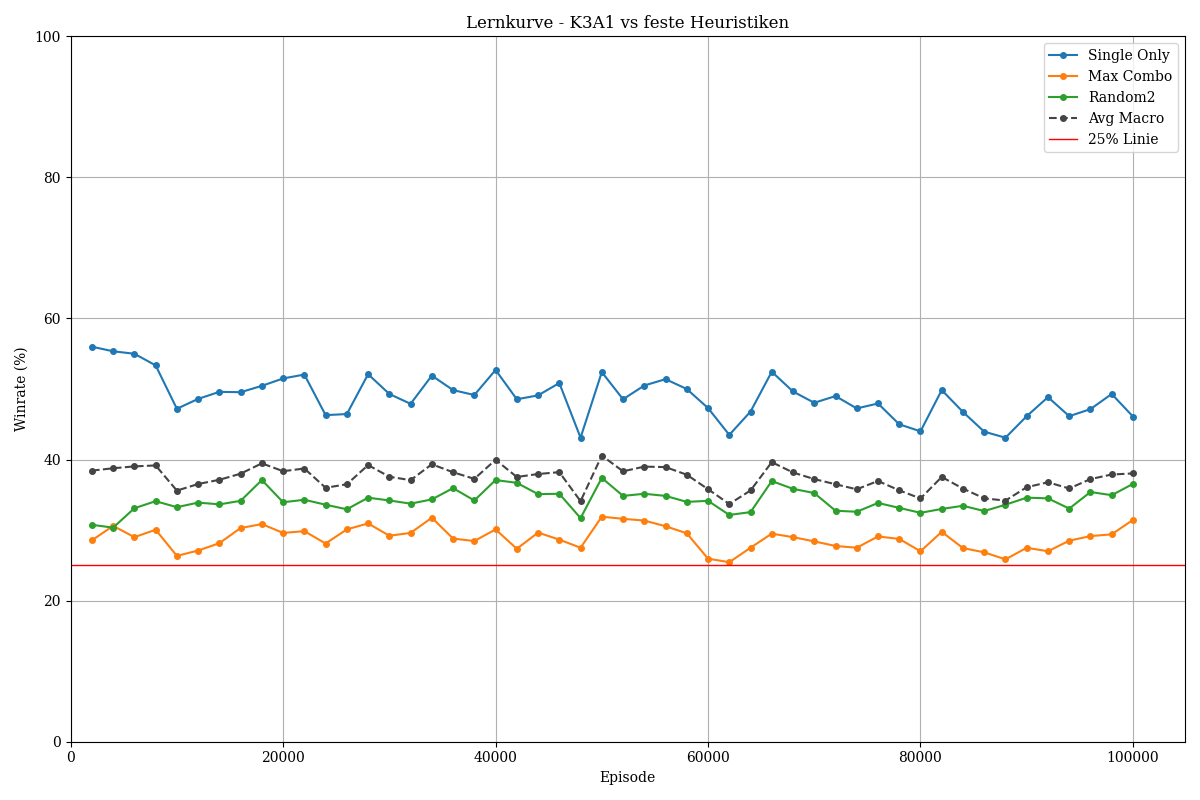 Lernkurve - K3A1 vs feste Heuristiken
Winrate (%)
100
80
60
40
20
0
Single Only
Max Combo
Random2
Avg Macro
25% Linie
0 20000 40000 60000 80000 100000
Episode